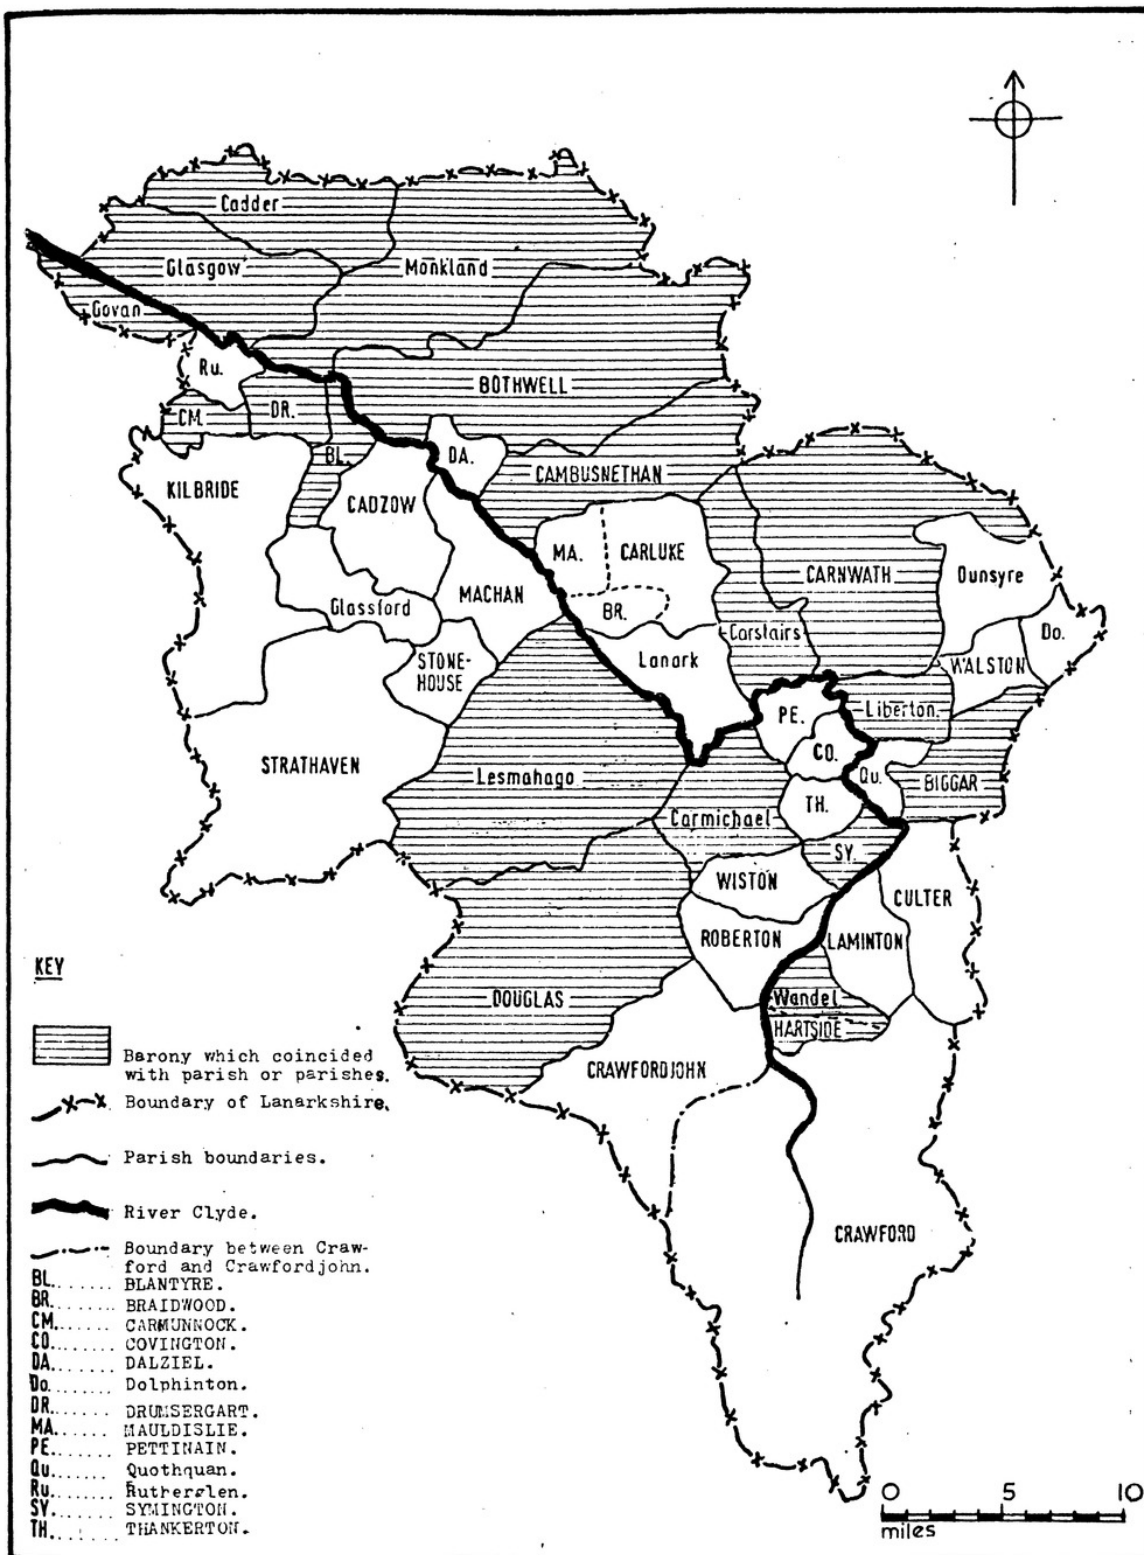 Cadder
Glasgow
Monkland
Govan
Ru.
BOTHWELL
CM.
DR.
BL.
DA.
KILBRIDE
CADZOW
CAMBUSNETHAN
MA.
CARLUKE
CARNWATH
Dunsyre
Glassford
MACHAN
BR.
Carstairs
Do.
STONE-
HOUSE
Lanark
WALSTON
PE.
Liberton.
STRATHAVEN
Lesmahago
CO.
Qu.
BIGGAR
TH.
Carmichael
SY.
WISTON
CULTER
ROBERTON
LAMINTON
DOUGLAS
Wandel
HARTSIDE
CRAWFORDJOHN
CRAWFORD
KEY
Barony which coincided
with parish or parishes.
Boundary of Lanarkshire.
Parish boundaries.
River Clyde.
Boundary between Craw-
ford and Crawfordjohn.
BL....... BLANTYRE.
BR........ BRAIDWOOD.
CM....... CARMUNNOCK.
CO....... COVINGTON.
DA....... DALZIEL.
Do........ Dolphinton.
DR....... DRUMSERGART.
MA....... MAULDISLIE.
PE....... PETTINAIN.
Qu....... Quothquan.
Ru........ Rutherglen.
SY....... SYMINGTON.
TH....... THANKERTON.
0 5 10
miles